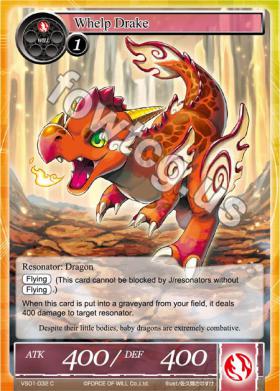 Whelp Drake
WILL
1
fowtcg.us
Resonator: Dragon
Flying (This card cannot be blocked by J/resonators without
Flying .)
When this card is put into a graveyard from your field, it deals
400 damage to target resonator.
Despite their little bodies, baby dragons are extremely combative.
ATK 400/ DEF 400
VS01-032 C ©FORCE OF WILL Co.,Ltd.